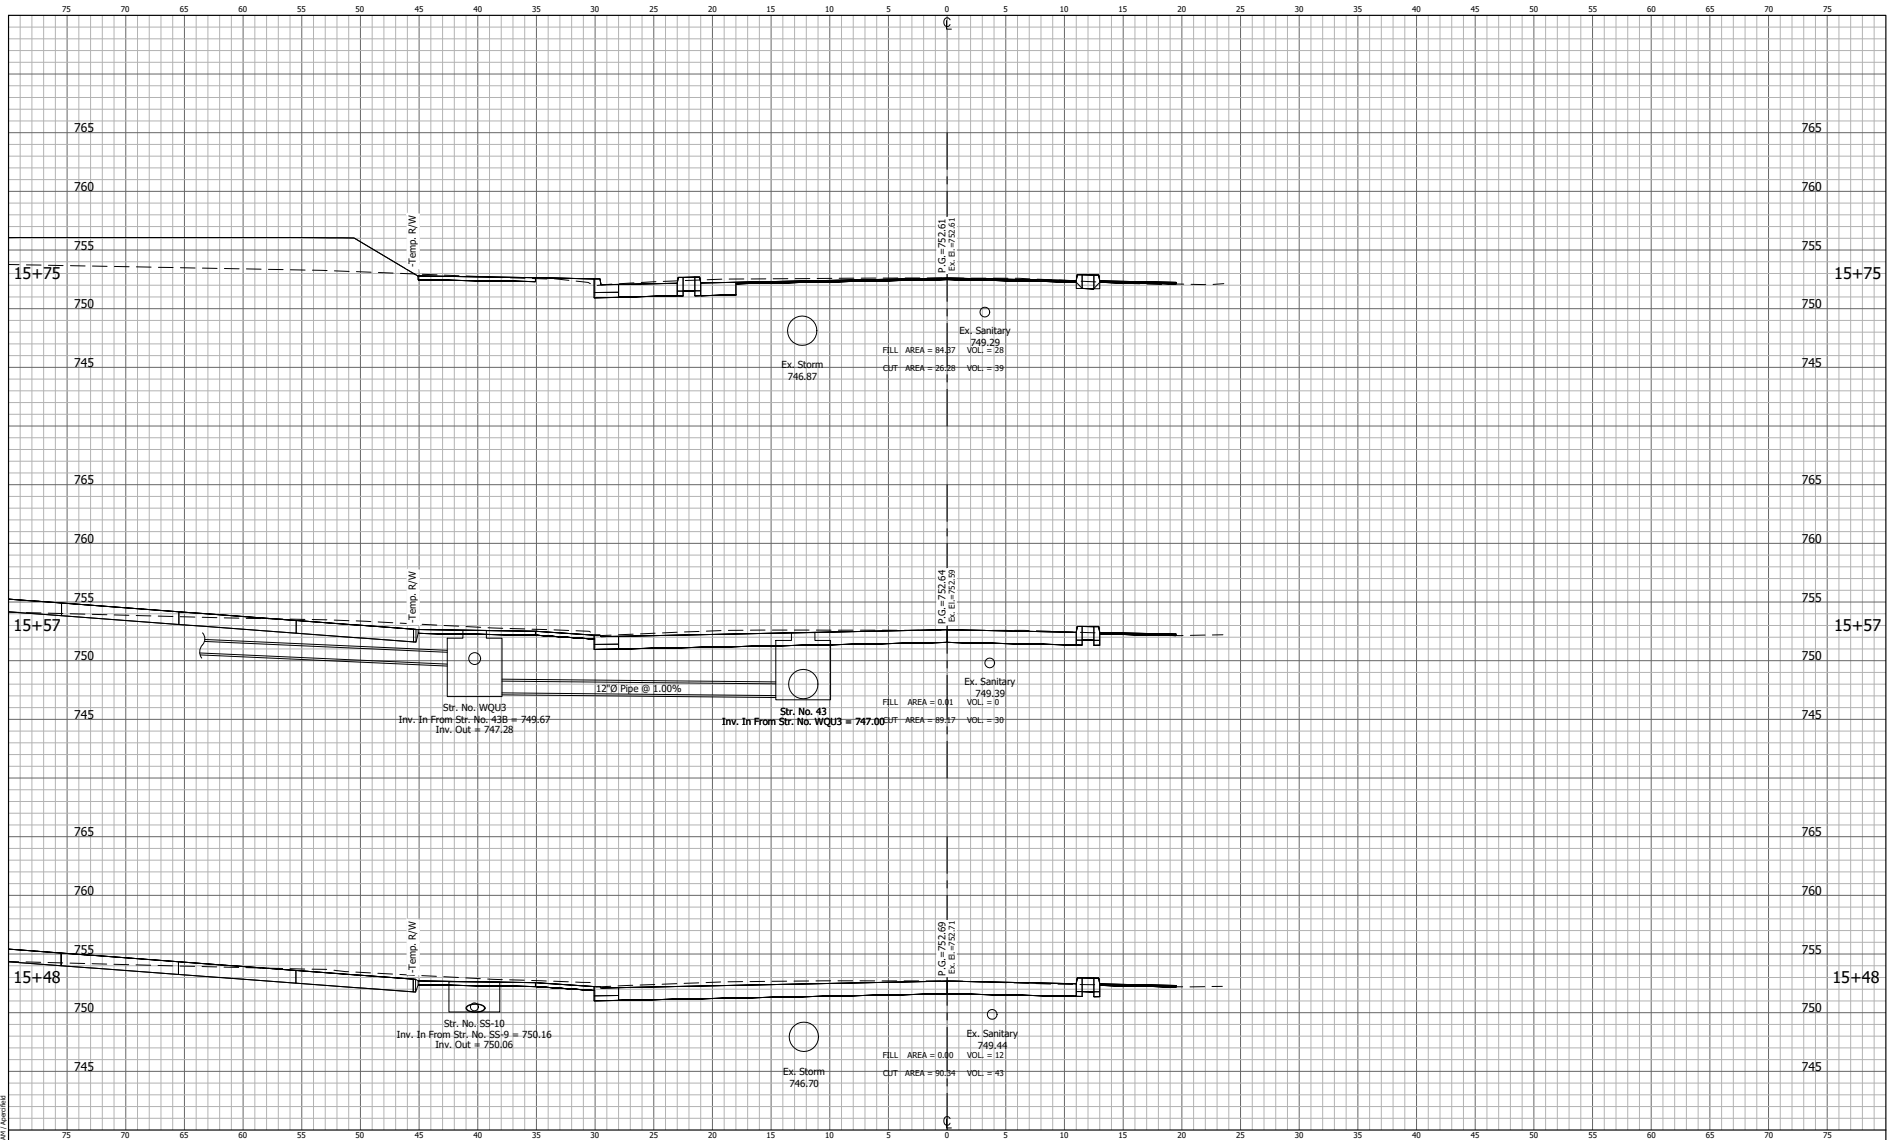 75 70 65 60 55 50 45 40 35 30 25 20 15 10 5 0 5 10 15 20 25 30 35 40 45 50 55 60 65 70 75
℄
765 765
760 760
-Temp. R/W
P.G.=752.61
Ex. El.=752.61
755 755
15+75 15+75
750 750
Ex. Sanitary
749.29
FILL AREA = 84.37 VOL. = 28
745 745
Ex. Storm
746.87
CUT AREA = 26.28 VOL. = 39
765 765
760 760
-Temp. R/W
P.G.=752.64
Ex. El.=752.59
755 755
15+57 15+57
750 750
12"Ø Pipe @ 1.00%
Ex. Sanitary
749.39
FILL AREA = 0.01 VOL. = 0
745 745
Str. No. WQU3
Inv. In From Str. No. 43B = 749.67
Inv. Out = 747.28
Str. No. 43
Inv. In From Str. No. WQU3 = 747.00
CUT AREA = 89.17 VOL. = 30
765 765
760 760
-Temp. R/W
P.G.=752.69
Ex. El.=752.71
755 755
15+48 15+48
750 750
Str. No. SS-10
Inv. In From Str. No. SS-9 = 750.16
Inv. Out = 750.06
Ex. Sanitary
749.44
FILL AREA = 0.00 VOL. = 12
745 745
Ex. Storm
746.70
CUT AREA = 90.34 VOL. = 43
℄
75 70 65 60 55 50 45 40 35 30 25 20 15 10 5 0 5 10 15 20 25 30 35 40 45 50 55 60 65 70 75